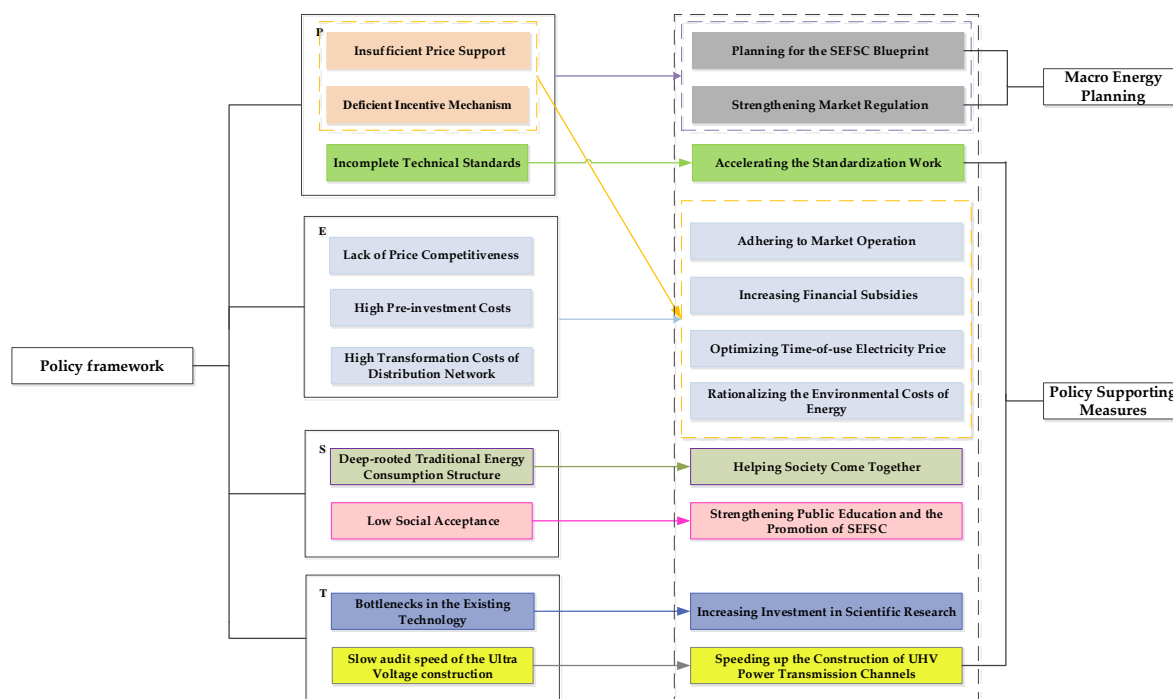 Policy framework
P
Insufficient Price Support
Deficient Incentive Mechanism
Incomplete Technical Standards
E
Lack of Price Competitiveness
High Pre-investment Costs
High Transformation Costs of
Distribution Network
S
Deep-rooted Traditional Energy
Consumption Structure
Low Social Acceptance
T
Bottlenecks in the Existing
Technology
Slow audit speed of the Ultra
Voltage construction
Planning for the SEFSC Blueprint
Strengthening Market Regulation
Accelerating the Standardization Work
Adhering to Market Operation
Increasing Financial Subsidies
Optimizing Time-of-use Electricity Price
Rationalizing the Environmental Costs of
Energy
Helping Society Come Together
Strengthening Public Education and the
Promotion of SEFSC
Increasing Investment in Scientific Research
Speeding up the Construction of UHV
Power Transmission Channels
Macro Energy
Planning
Policy Supporting
Measures